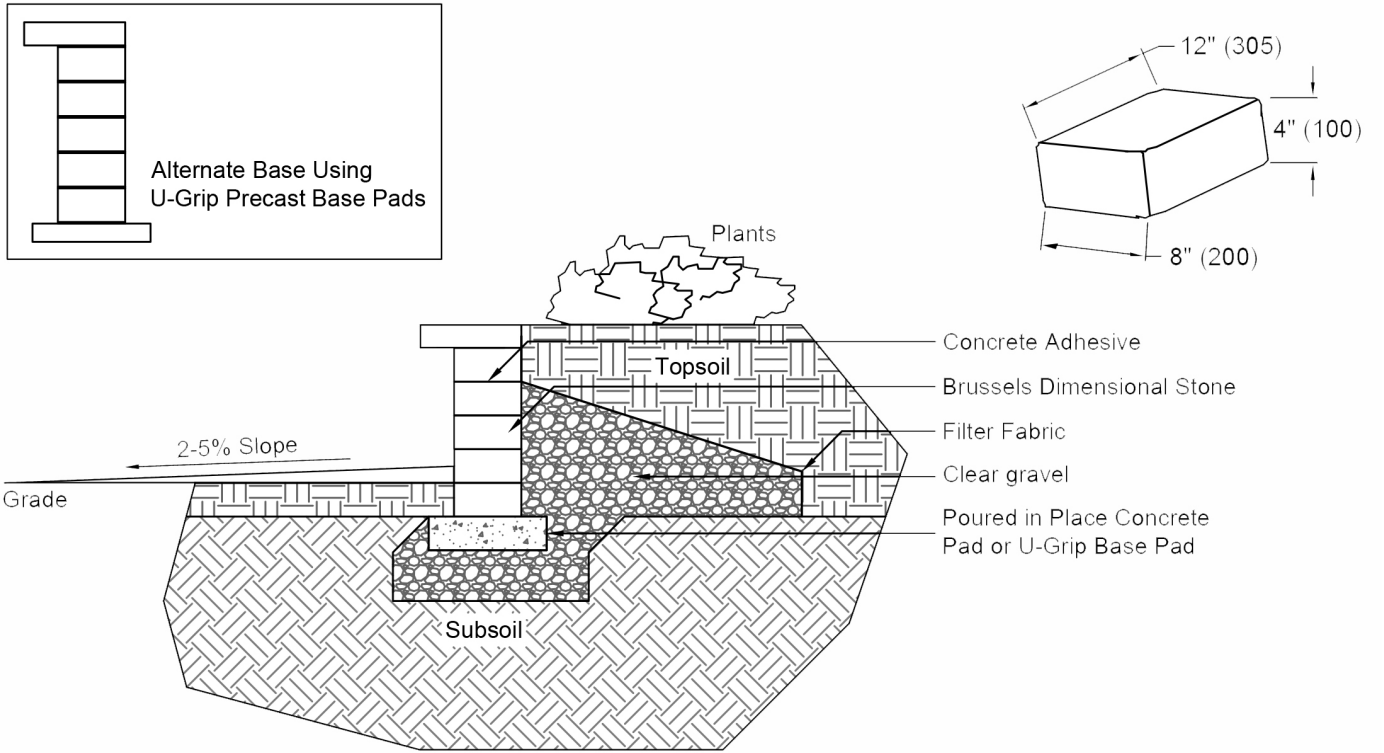 Alternate Base Using
U-Grip Precast Base Pads
12" (305)
4" (100)
8" (200)
Plants
Concrete Adhesive
Topsoil
Brussels Dimensional Stone
Filter Fabric
2-5% Slope
Clear gravel
Grade
Poured in Place Concrete
Pad or U-Grip Base Pad
Subsoil